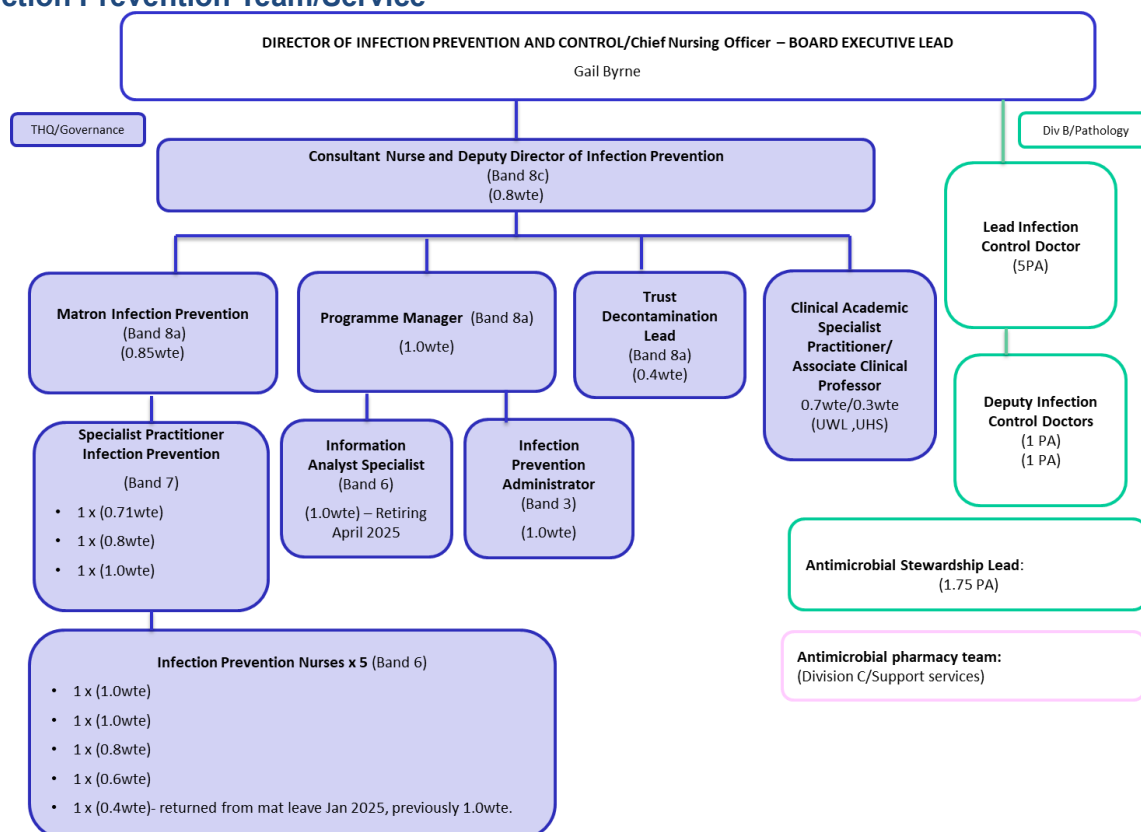 ction Prevention Team/Service
DIRECTOR OF INFECTION PREVENTION AND CONTROL/Chief Nursing Officer – BOARD EXECUTIVE LEAD
Gail Byrne
THQ/Governance
Div B/Pathology
Consultant Nurse and Deputy Director of Infection Prevention
(Band 8c)
(0.8wte)
Lead Infection
Control Doctor
(5PA)
Matron Infection Prevention
(Band 8a)
(0.85wte)
Programme Manager (Band 8a)
(1.0wte)
Trust
Decontamination
Lead
(Band 8a)
(0.4wte)
Clinical Academic
Specialist
Practitioner/
Associate Clinical
Professor
0.7wte/0.3wte
(UWL ,UHS)
Deputy Infection
Control Doctors
(1 PA)
(1 PA)
Specialist Practitioner
Infection Prevention
(Band 7)
• 1 x (0.71wte)
• 1 x (0.8wte)
• 1 x (1.0wte)
Information
Analyst Specialist
(Band 6)
(1.0wte) – Retiring
April 2025
Infection
Prevention
Administrator
(Band 3)
(1.0wte)
Antimicrobial Stewardship Lead:
(1.75 PA)
Antimicrobial pharmacy team:
(Division C/Support services)
Infection Prevention Nurses x 5 (Band 6)
• 1 x (1.0wte)
• 1 x (1.0wte)
• 1 x (0.8wte)
• 1 x (0.6wte)
• 1 x (0.4wte)- returned from mat leave Jan 2025, previously 1.0wte.